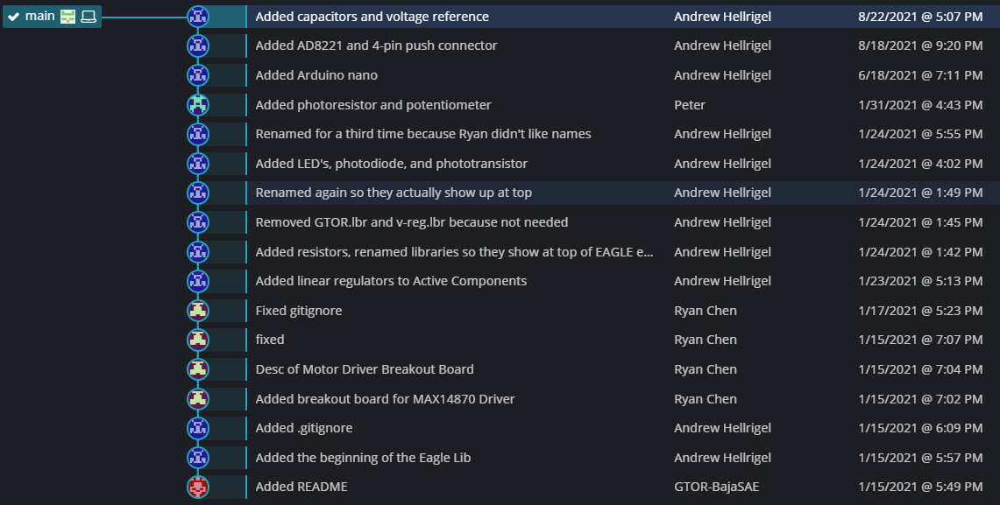 main Added capacitors and voltage reference Andrew Hellrigel 8/22/2021 @ 5:07 PM
Added AD8221 and 4-pin push connector Andrew Hellrigel 8/18/2021 @ 9:20 PM
Added Arduino nano Andrew Hellrigel 6/18/2021 @ 7:11 PM
Added photoresistor and potentiometer Peter 1/31/2021 @ 4:43 PM
Renamed for a third time because Ryan didn't like names Andrew Hellrigel 1/24/2021 @ 5:55 PM
Added LED's, photodiode, and phototransistor Andrew Hellrigel 1/24/2021 @ 4:02 PM
Renamed again so they actually show up at top Andrew Hellrigel 1/24/2021 @ 1:49 PM
Removed GTOR.lbr and v-reg.lbr because not needed Andrew Hellrigel 1/24/2021 @ 1:45 PM
Added resistors, renamed libraries so they show at top of EAGLE e... Andrew Hellrigel 1/24/2021 @ 1:42 PM
Added linear regulators to Active Components Andrew Hellrigel 1/23/2021 @ 5:13 PM
Fixed gitignore Ryan Chen 1/17/2021 @ 5:23 PM
fixed Ryan Chen 1/15/2021 @ 7:07 PM
Desc of Motor Driver Breakout Board Ryan Chen 1/15/2021 @ 7:04 PM
Added breakout board for MAX14870 Driver Ryan Chen 1/15/2021 @ 7:02 PM
Added .gitignore Andrew Hellrigel 1/15/2021 @ 6:09 PM
Added the beginning of the Eagle Lib Andrew Hellrigel 1/15/2021 @ 5:57 PM
Added README GTOR-BajaSAE 1/15/2021 @ 5:49 PM